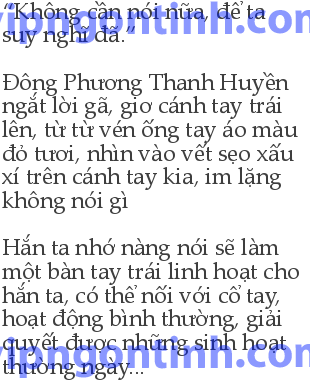 “Không cần nói nữa, để ta
suy nghĩ đã.”
Đông Phương Thanh Huyền
ngắt lời gã, giơ cánh tay trái
lên, từ từ vén ống tay áo màu
đỏ tươi, nhìn vào vết sẹo xấu
xí trên cánh tay kia, im lặng
không nói gì
Hắn ta nhớ nàng nói sẽ làm
một bàn tay trái linh hoạt cho
hắn ta, có thể nối với cổ tay,
hoạt động bình thường, giải
quyết được những sinh hoạt
thường ngày...
vipngontinh.com
vipngontinh.com